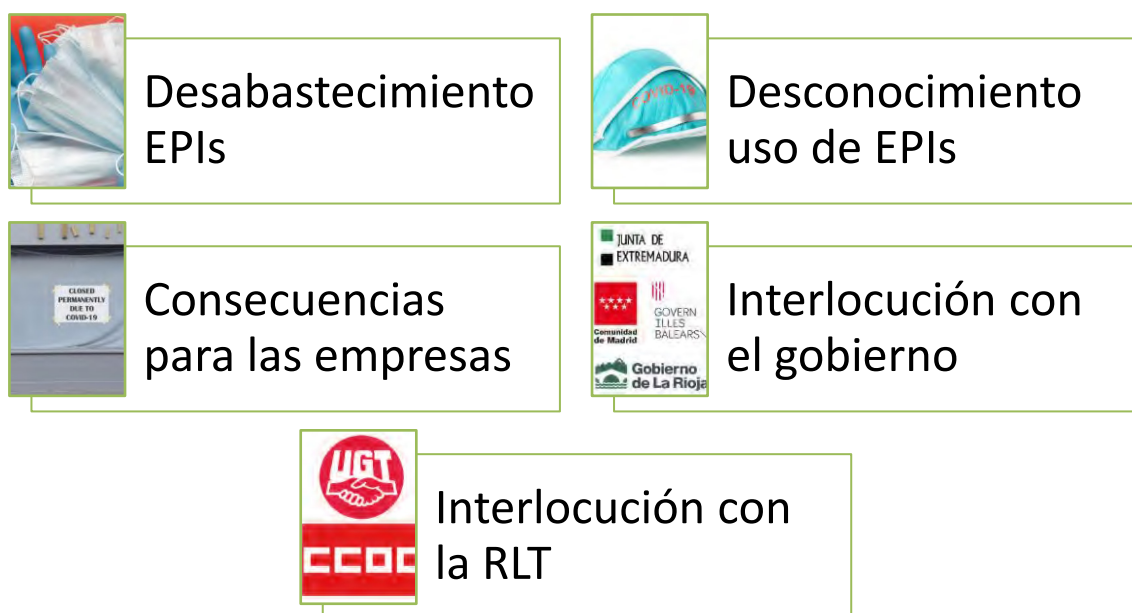 Desabastecimiento
EPIs
COVID-19
Desconocimiento
uso de EPIs
CLOSED
PERMANENTLY
DUE TO
COVID-19
Consecuencias
para las empresas
JUNTA DE
EXTREMADURA
Comunidad
de Madrid
GOVERN
ILLES
BALEARS
Gobierno
de La Rioja
Interlocución con
el gobierno
UGT
CCOO
Interlocución con
la RLT